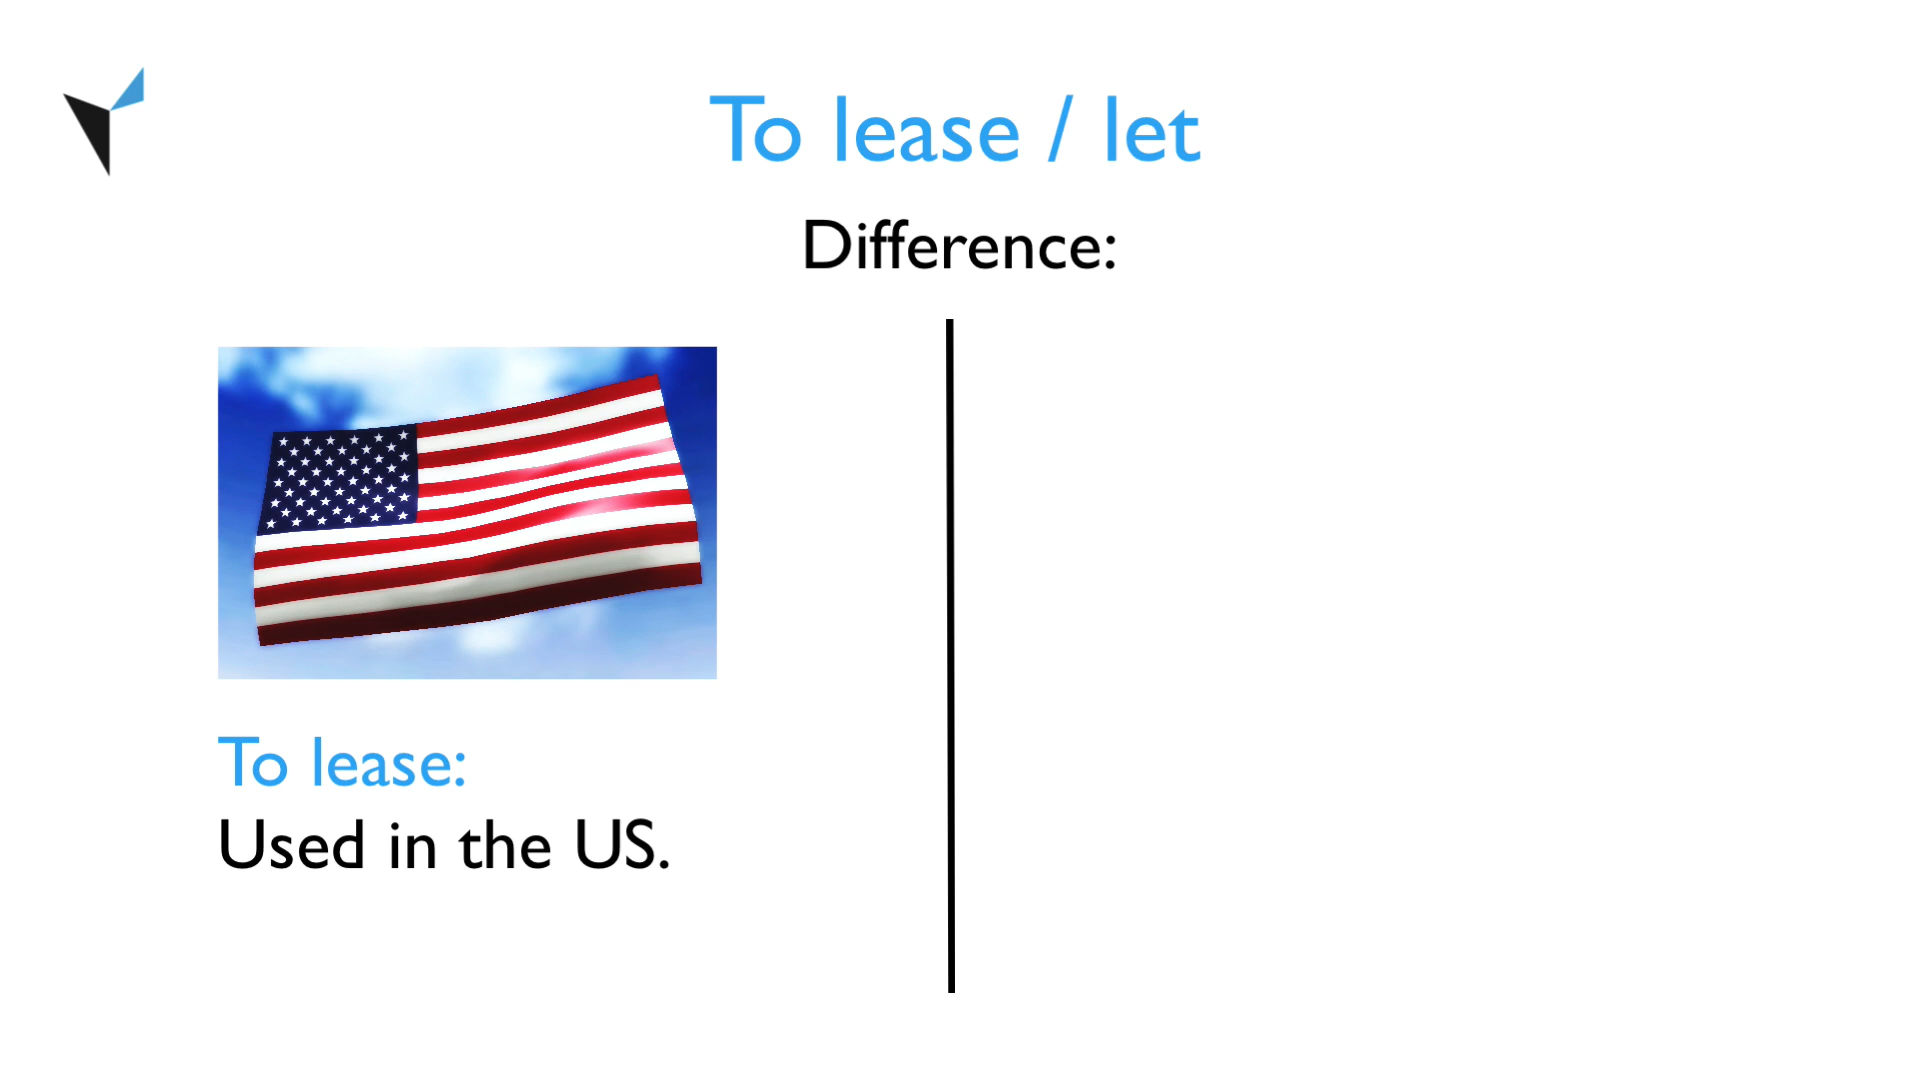 To lease / let
Difference:
To lease:
Used in the US.